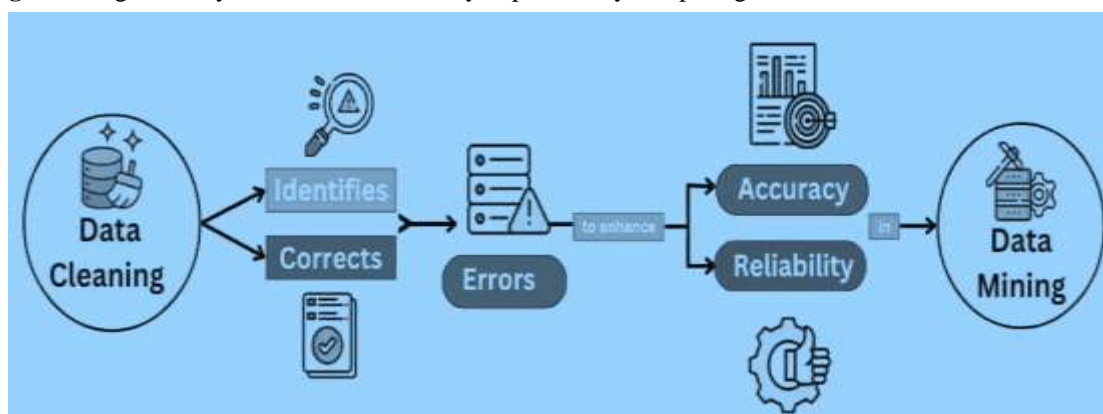 Data
Cleaning
Identifies
Corrects
Errors
to enhance
Accuracy
Reliability
in
Data
Mining